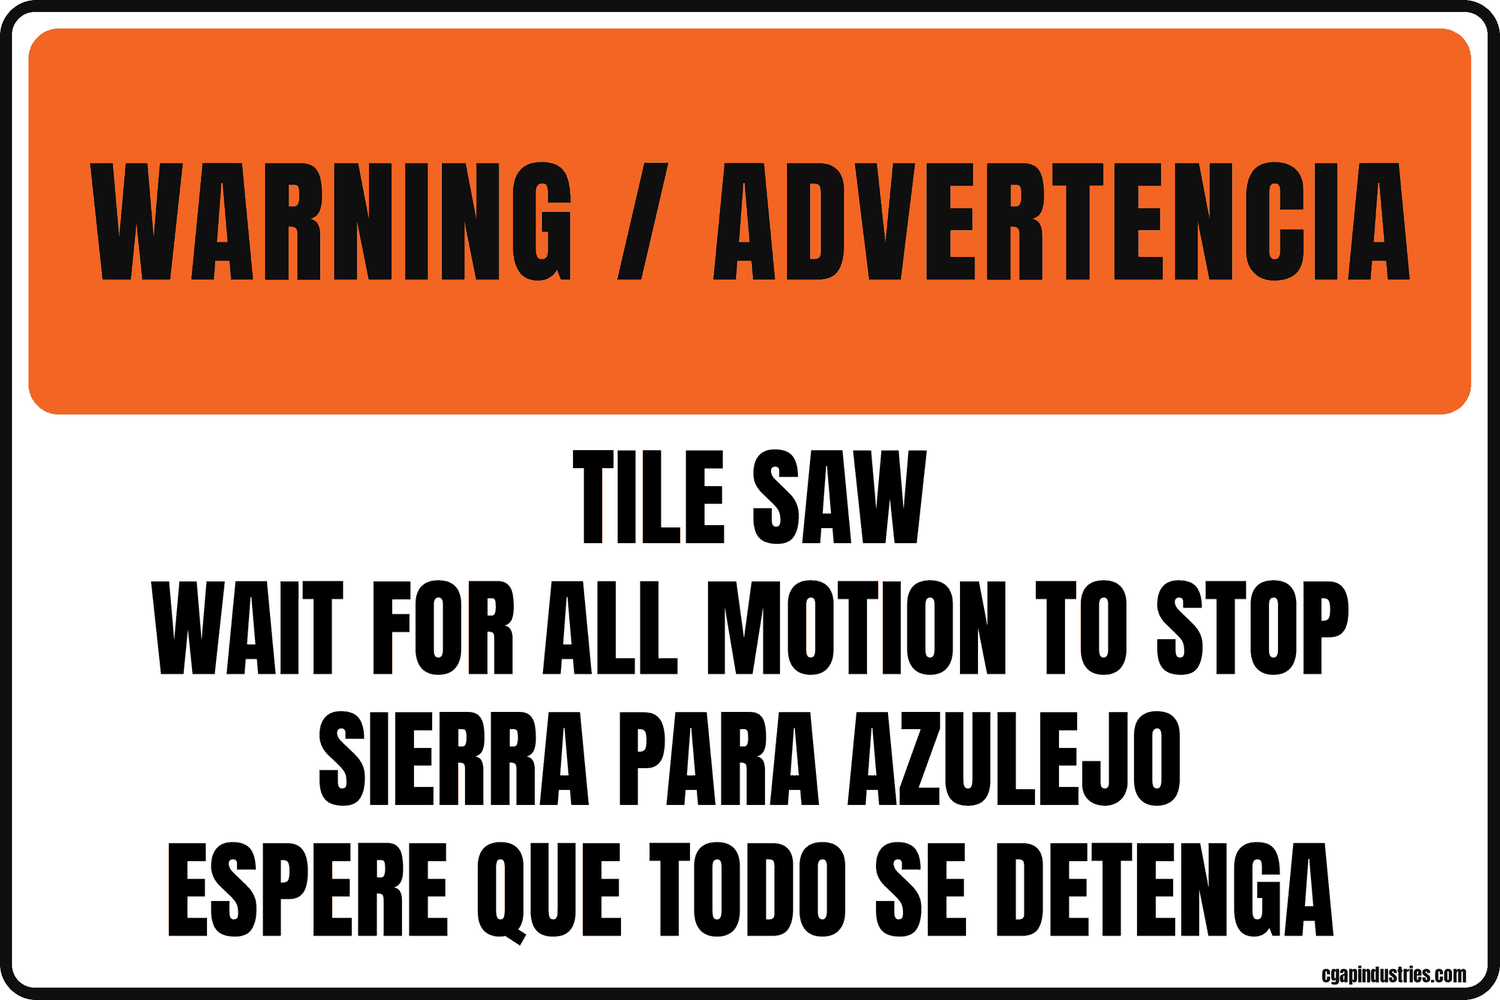 WARNING / ADVERTENCIA
TILE SAW
WAIT FOR ALL MOTION TO STOP
SIERRA PARA AZULEJO
ESPERE QUE TODO SE DETENGA
cgapindustries.com